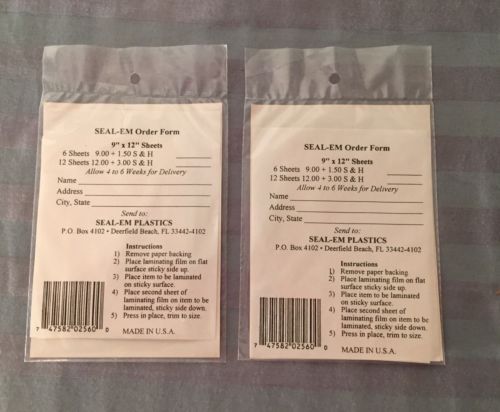 SEAL-EM Order Form
9" x 12" Sheets
6 Sheets 9.00 + 1.50 S & H
12 Sheets 12.00 + 3.00 S & H
Allow 4 to 6 Weeks for Delivery
Name
Address
City, State
Send to:
SEAL-EM PLASTICS
P.O. Box 4102 • Deerfield Beach, FL 33442-4102
Instructions
1) Remove paper backing.
2) Place laminating film on flat
surface sticky side up.
3) Place item to be laminated
on sticky surface.
4) Place second sheet of
laminating film on item to be
laminated, sticky side down.
5) Press in place, trim to size.
7 47582 02560 0
MADE IN U.S.A.
SEAL-EM Order Form
9" x 12" Sheets
6 Sheets 9.00 + 1.50 S & H
12 Sheets 12.00 + 3.00 S & H
Allow 4 to 6 Weeks for Delivery
Name
Address
City, State
Send to:
SEAL-EM PLASTICS
P.O. Box 4102 • Deerfield Beach, FL 33442-4102
Instructions
1) Remove paper backing.
2) Place laminating film on flat
surface sticky side up.
3) Place item to be laminated
on sticky surface.
4) Place second sheet of
laminating film on item to be
laminated, sticky side down.
5) Press in place, trim to size.
7 47582 02560 0
MADE IN U.S.A.